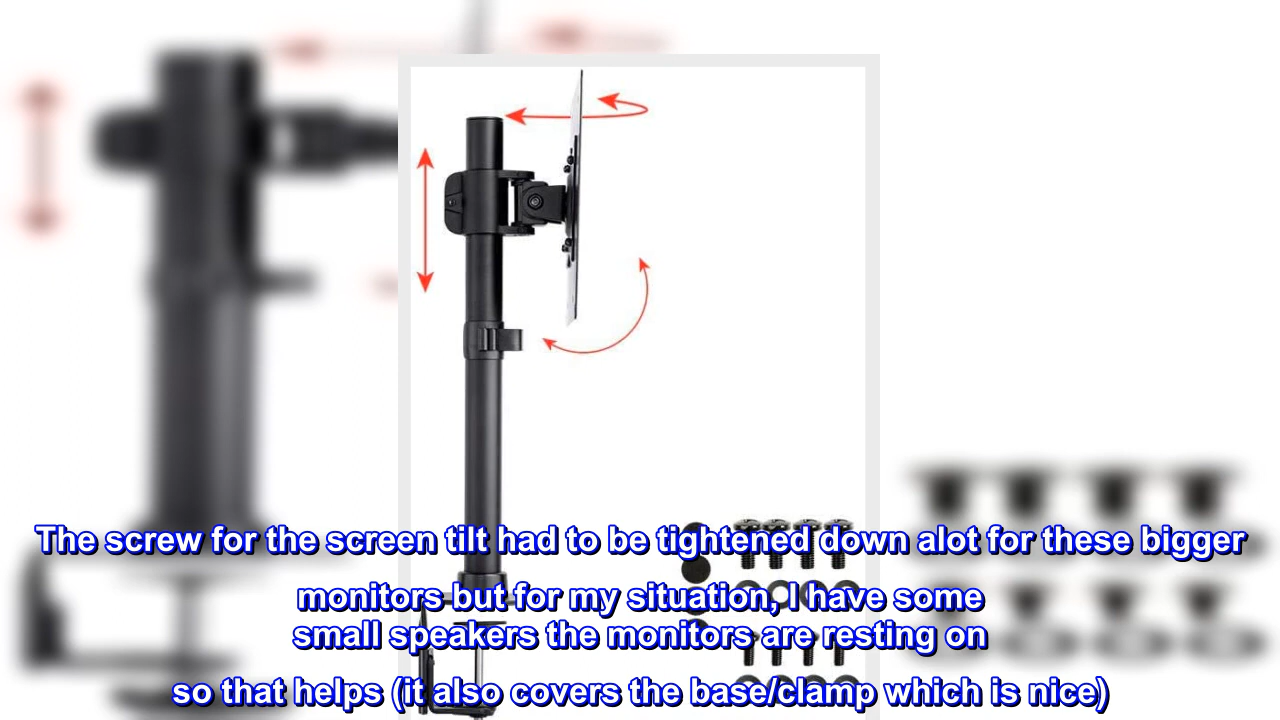 The screw for the screen tilt had to be tightened down alot for these bigger
monitors but for my situation, I have some
small speakers the monitors are resting on
so that helps (it also covers the base/clamp which is nice)